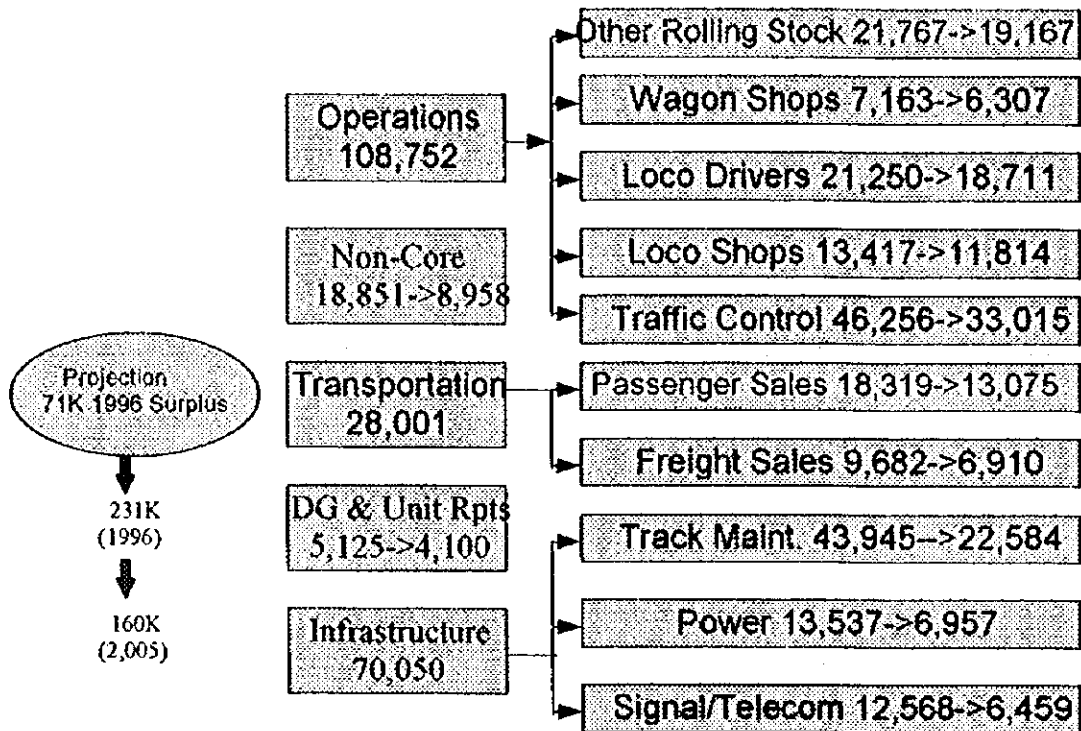 Projection
71K 1996 Surplus
231K
(1996)
160K
(2,005)
Operations
108,752
Non-Core
18,851->8,958
Transportation
28,001
DG & Unit Rpts
5,125->4,100
Infrastructure
70,050
Other Rolling Stock 21,767->19,167
Wagon Shops 7,163->6,307
Loco Drivers 21,250->18,711
Loco Shops 13,417->11,814
Traffic Control 46,256->33,015
Passenger Sales 18,319->13,075
Freight Sales 9,682->6,910
Track Maint. 43,945-->22,584
Power 13,537->6,957
Signal/Telecom 12,568->6,459